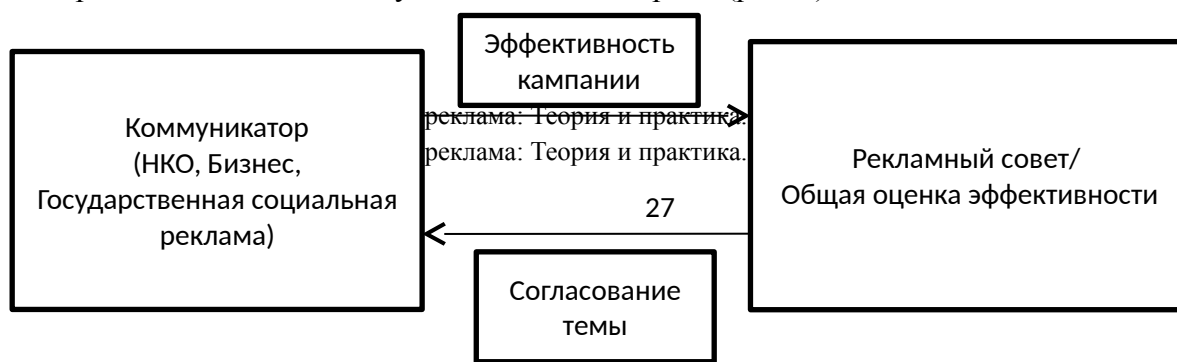 Эффективность
кампании
реклама: Теория и практика.
реклама: Теория и практика.
Коммуникатор
(НКО, Бизнес,
Государственная социальная
реклама)
Рекламный совет/
Общая оценка эффективности
27
Согласование
темы